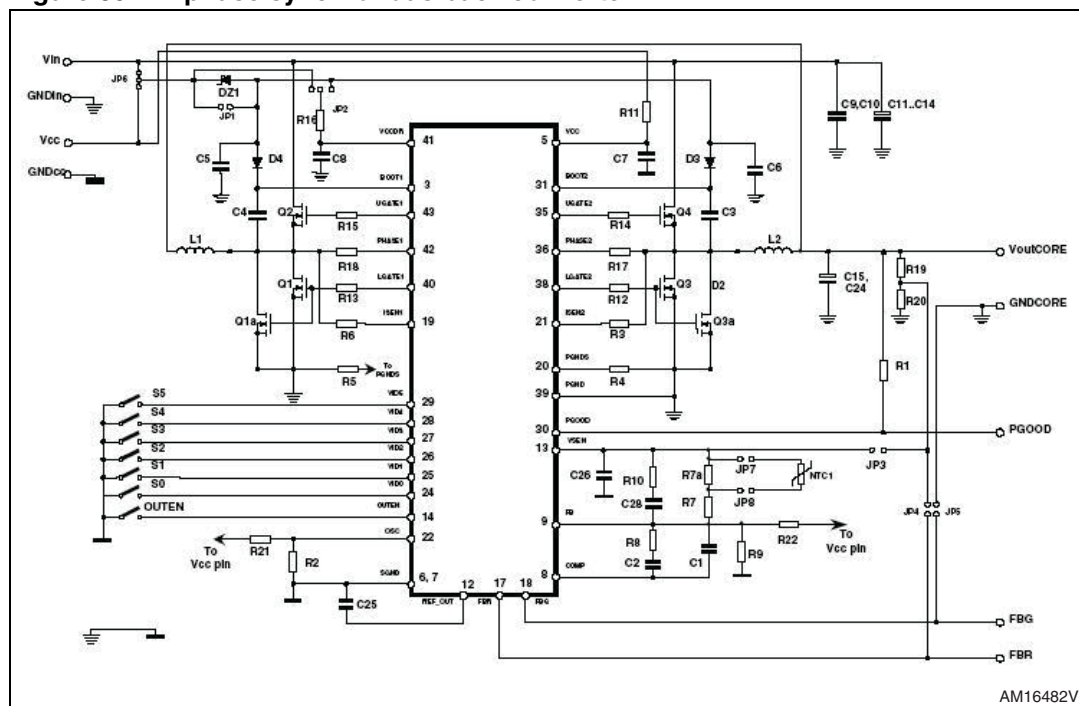 Vin
JP6
DZ1
JP1
GNDin
Vcc
GNDcc
R16
JP2
VCCDR
41
5
VCC
R11
C9,C10
C11..C14
C5
D4
C8
C7
D3
C6
BOOT1
3
31
BOOT2
C4
Q2
UGATE1
43
35
UGATE2
Q4
C3
R15
R14
L1
PHASE1
42
36
PHASE2
L2
VoutCORE
R18
R17
Q1
LGATE1
40
38
LGATE2
Q3
D2
C15,
C24
R19
R20
GNDCORE
R13
R12
Q1a
ISEN1
19
21
ISEN2
Q3a
R6
R3
To
PGNDS
R5
20
PGNDS
R4
R1
39
PGND
S5
VID5
29
30
PGOOD
PGOOD
S4
VID4
28
S3
VID3
27
13
VSEN
JP3
S2
VID2
26
S1
VID1
25
S0
VID0
24
OUTEN
OUTEN
14
C26
R10
C28
R7a
R7
JP7
JP8
NTC1
9
FB
R8
C2
C1
R9
R22
To
Vcc pin
JP4
JP5
OSC
22
To
Vcc pin
R21
R2
8
COMP
SGND
6, 7
12
17
18
C25
REF_OUT
FBR
FBG
FBG
FBR
AM16482V